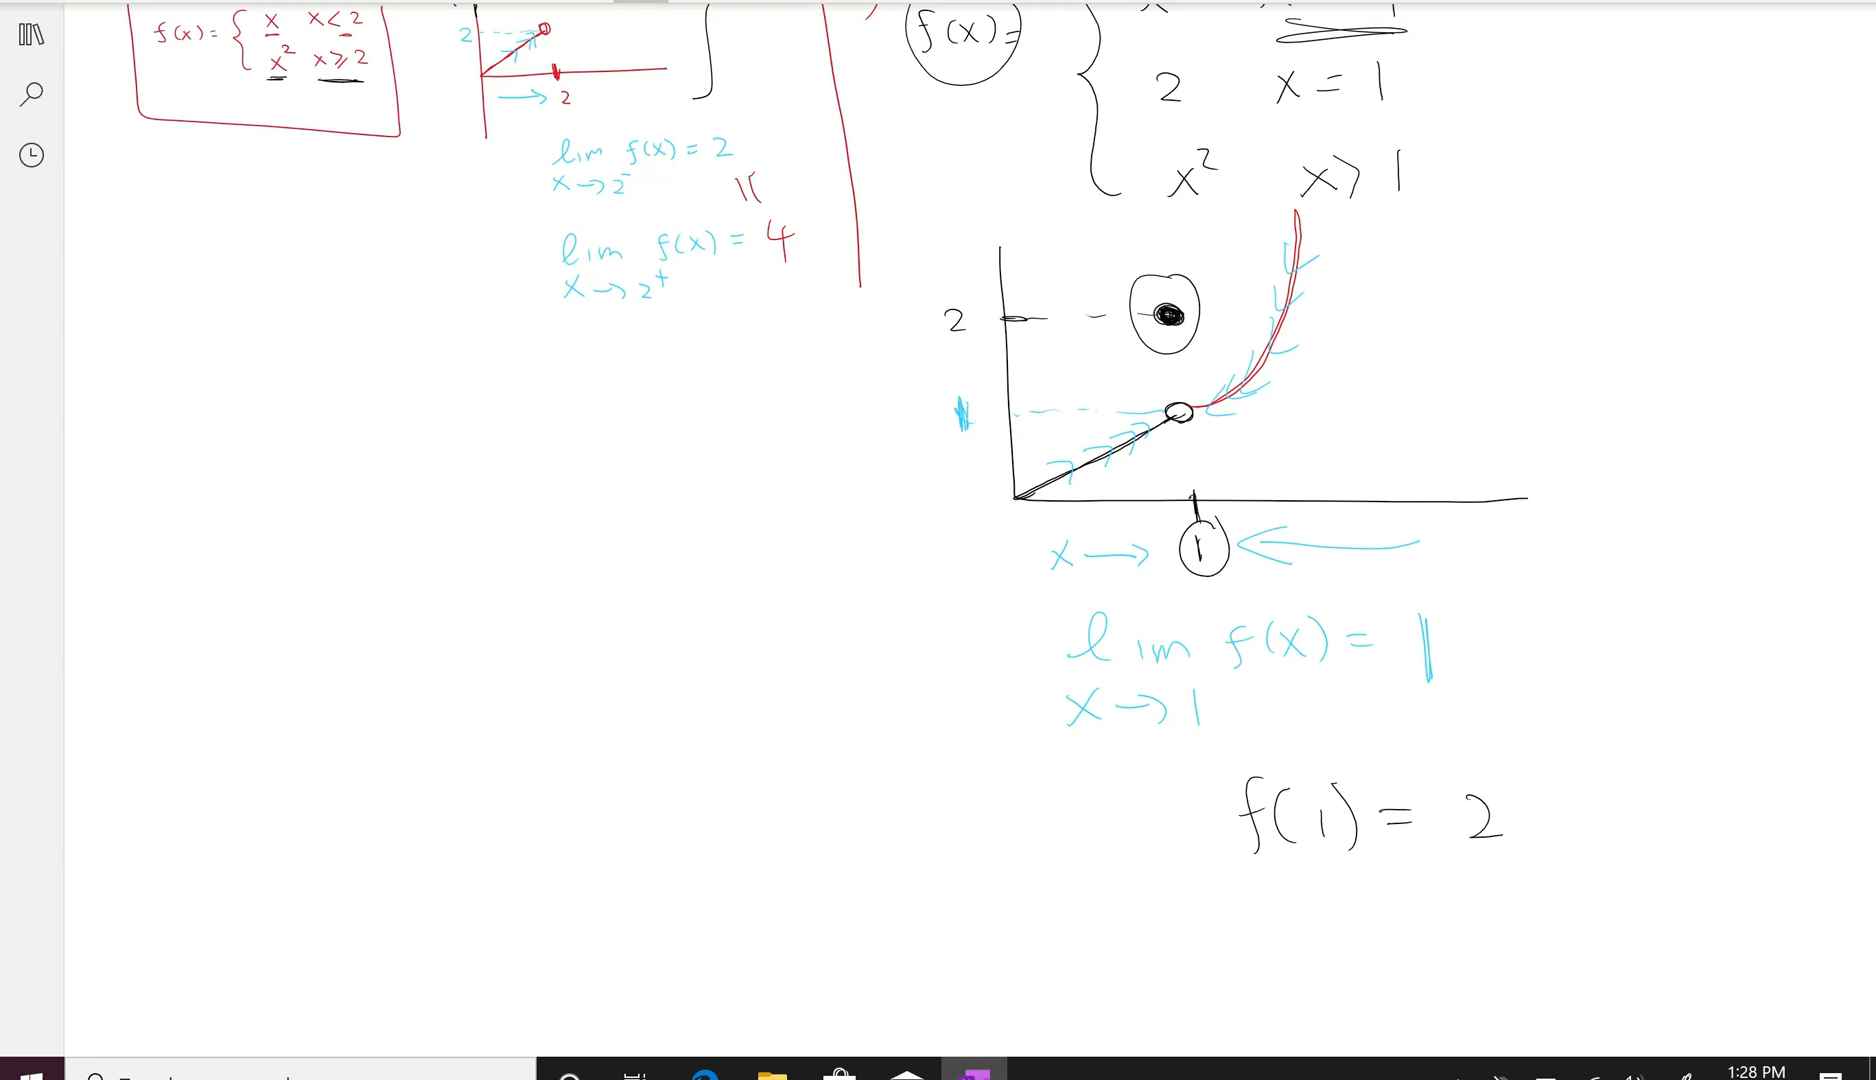 f(x) = { x x < 2
x² x ≥ 2
2
2
lim f(x) = 2
x → 2⁻
lim f(x) = 4
x → 2⁺
f(x) =
2 x = 1
x² x > 1
2
1
x → 1
lim f(x) = 1
x → 1
f(1) = 2
1:28 PM